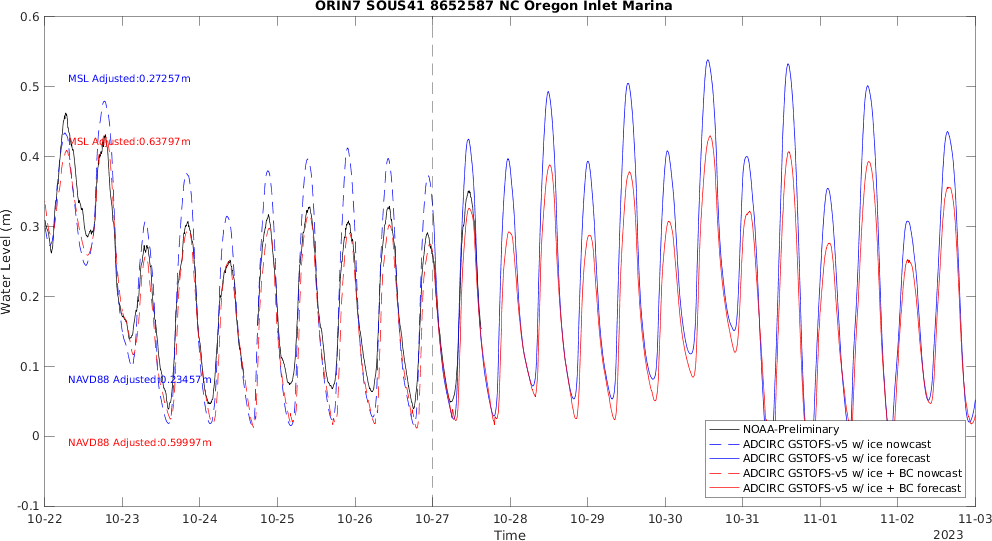 ORIN7 SOUS41 8652587 NC Oregon Inlet Marina
0.6
0.5
0.4
0.3
0.2
0.1
0
-0.1
Water Level (m)
MSL Adjusted:0.27257m
MSL Adjusted:0.63797m
NAVD88 Adjusted:0.23457m
NAVD88 Adjusted:0.59997m
NOAA-Preliminary
ADCIRC GSTOFS-v5 w/ ice nowcast
ADCIRC GSTOFS-v5 w/ ice forecast
ADCIRC GSTOFS-v5 w/ ice + BC nowcast
ADCIRC GSTOFS-v5 w/ ice + BC forecast
10-22 10-23 10-24 10-25 10-26 10-27 10-28 10-29 10-30 10-31 11-01 11-02 11-03
Time
2023